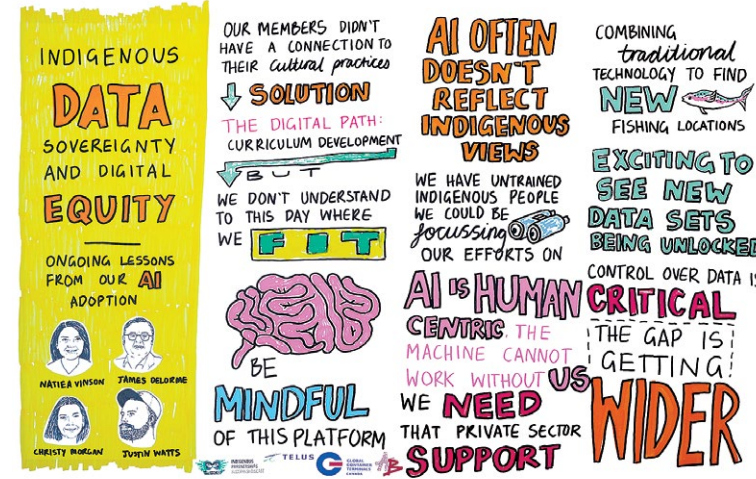 INDIGENOUS
DATA
SOVEREIGNTY
AND DIGITAL
EQUITY
ONGOING LESSONS
FROM OUR AI
ADOPTION
NATIEA VINSON
JAMES DELORME
CHRISTY MORGAN
JUSTIN WATTS
OUR MEMBERS DIDN'T
HAVE A CONNECTION TO
THEIR cultural practices
SOLUTION
THE DIGITAL PATH:
CURRICULUM DEVELOPMENT
BUT
WE DON'T UNDERSTAND
TO THIS DAY WHERE
WE FIT
BE
MINDFUL
OF THIS PLATFORM
TELUS
GLOBAL
CONTAINER
TERMINALS
CANADA
AI OFTEN
DOESN'T
REFLECT
INDIGENOUS
VIEWS
WE HAVE UNTRAINED
INDIGENOUS PEOPLE
WE COULD BE
focussing
OUR EFFORTS ON
AI IS HUMAN
CENTRIC. THE
MACHINE CANNOT
WORK WITHOUT US
WE NEED
THAT PRIVATE SECTOR
SUPPORT
COMBINING
traditional
TECHNOLOGY TO FIND
NEW
FISHING LOCATIONS
EXCITING TO
SEE NEW
DATA SETS
BEING UNLOCKED
CONTROL OVER DATA IS
CRITICAL
THE GAP IS
GETTING
WIDER